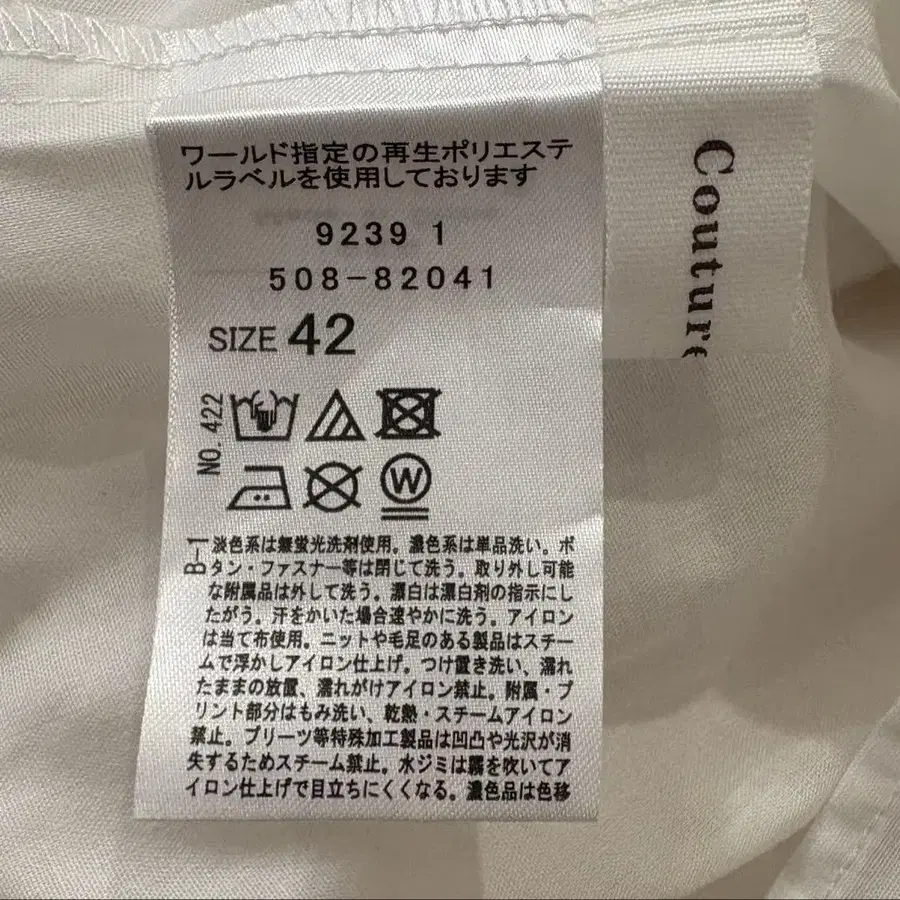 ワールド指定の再生ポリエステ
ルラベルを使用しております
9239 1
508-82041
SIZE 42
NO. 422
W
B-1
淡色系は無蛍光洗剤使用。濃色系は単品洗い。ボ
タン・ファスナー等は閉じて洗う。取り外し可能
な附属品は外して洗う。漂白は漂白剤の指示にし
たがう。汗をかいた場合速やかに洗う。アイロン
は当て布使用。ニットや毛足のある製品はスチー
ムで浮かしアイロン仕上げ。つけ置き洗い、濡れ
たままの放置、濡れがけアイロン禁止。附属・プ
リント部分はもみ洗い、乾熱・スチームアイロン
禁止。プリーツ等特殊加工製品は凹凸や光沢が消
失するためスチーム禁止。水ジミは霧を吹いてア
イロン仕上げで目立ちにくくなる。濃色品は色移
Couture